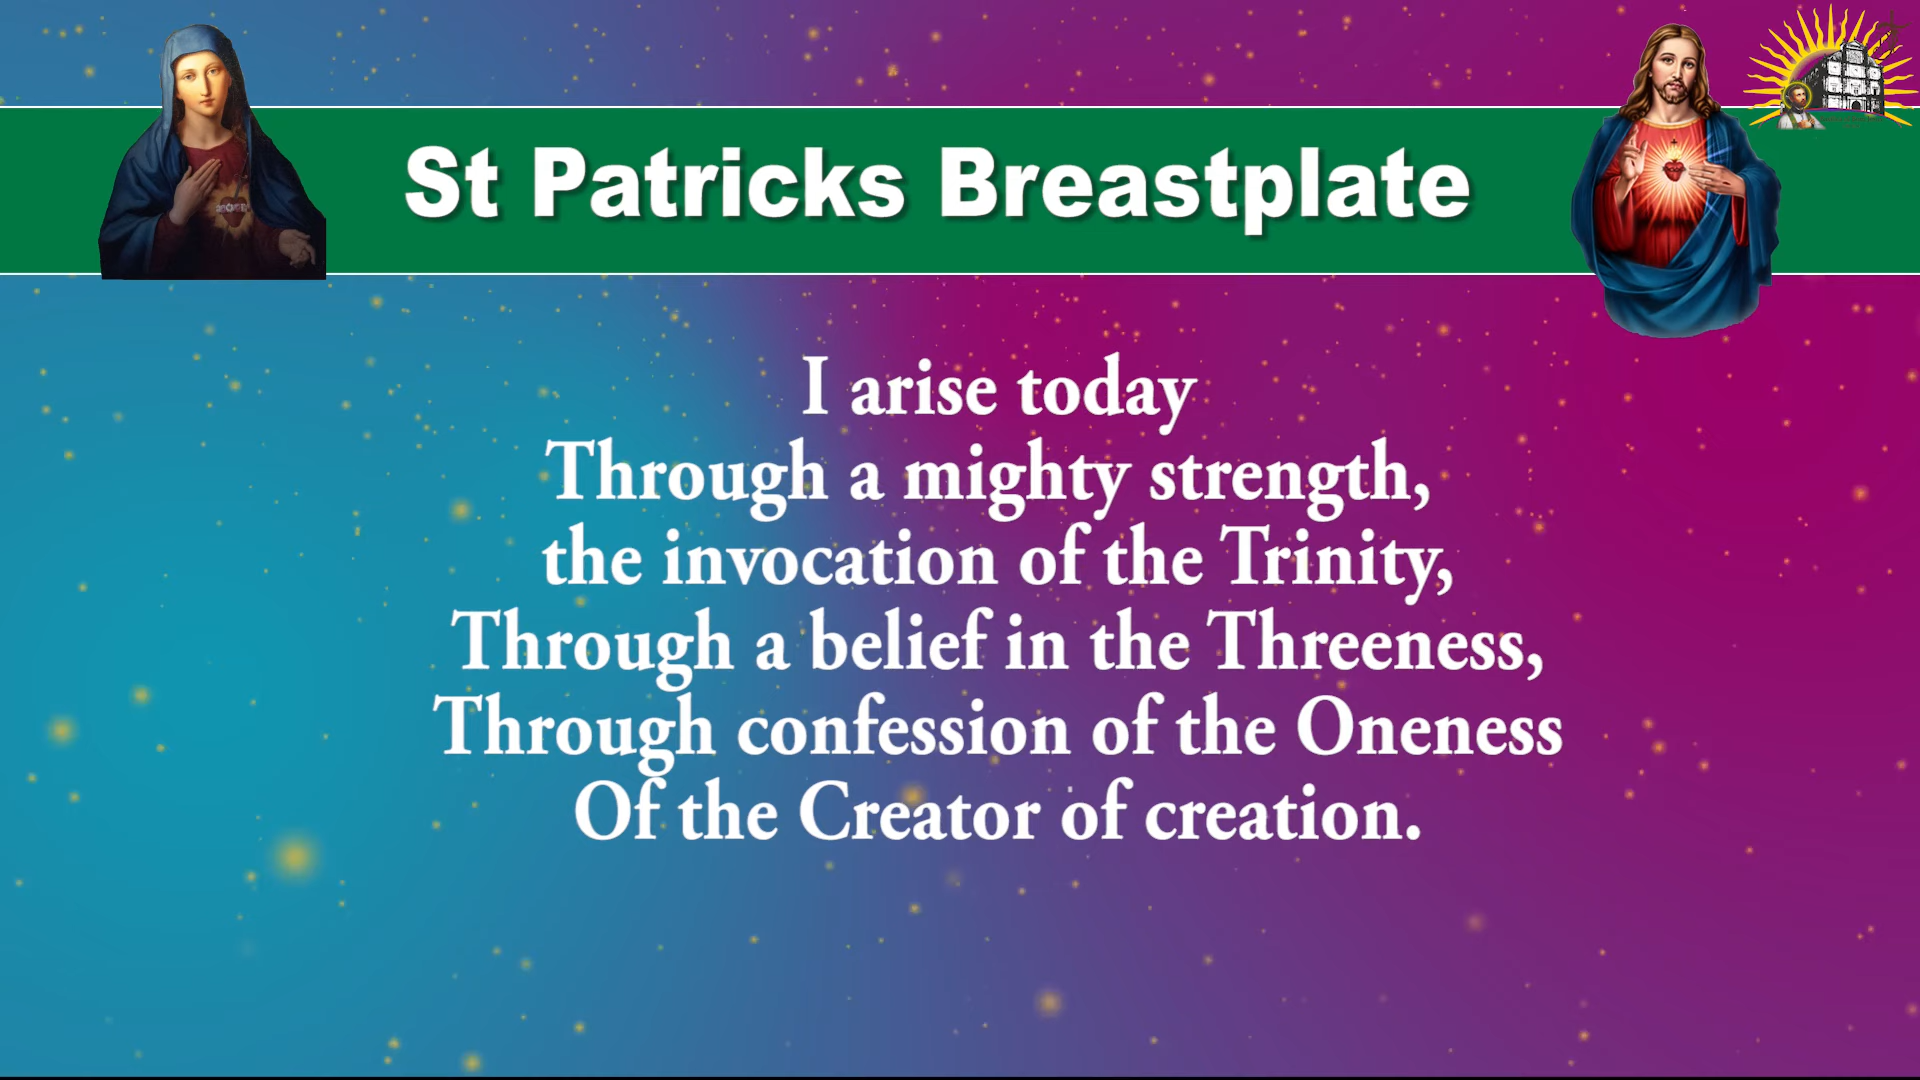 St Patricks Breastplate
I arise today
Through a mighty strength,
the invocation of the Trinity,
Through a belief in the Threeness,
Through confession of the Oneness
Of the Creator of creation.